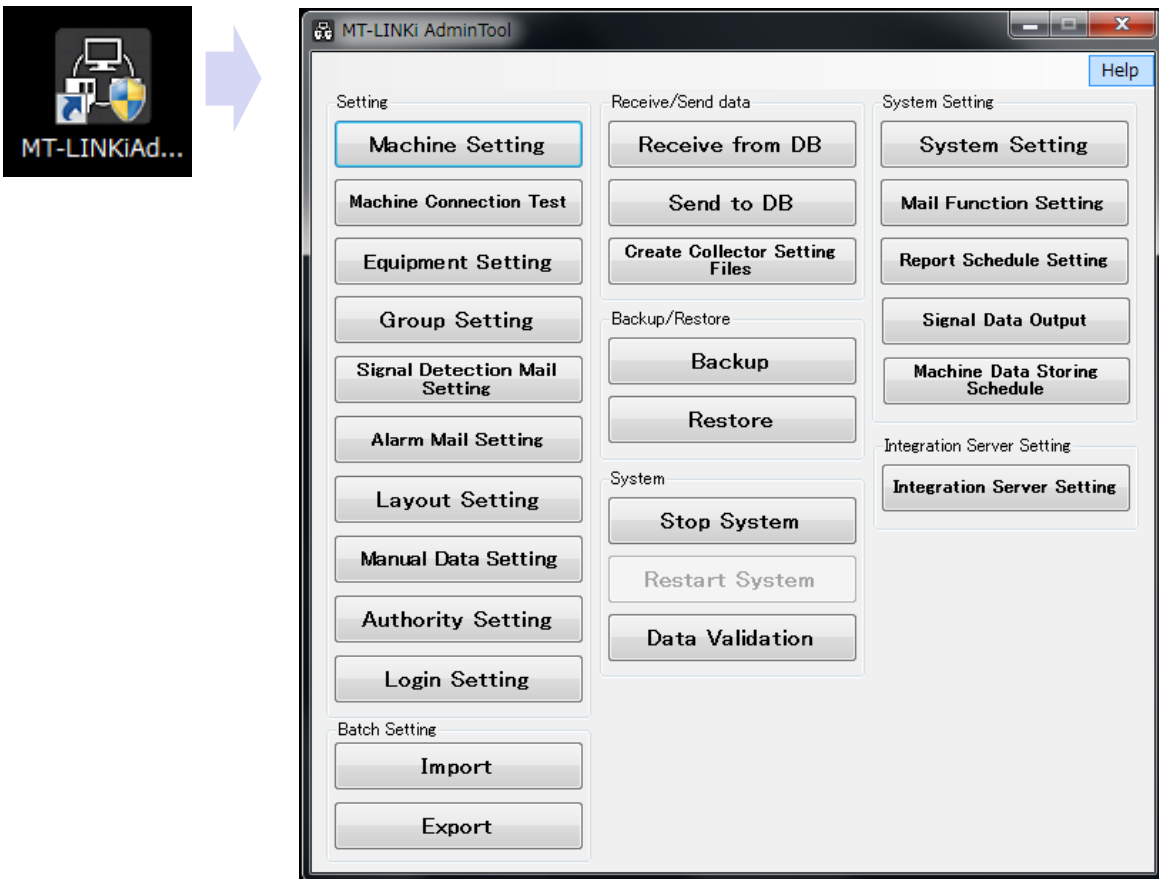 MT-LINKiAd...
MT-LINKi AdminTool
Help
Setting
Machine Setting
Machine Connection Test
Equipment Setting
Group Setting
Signal Detection Mail
Setting
Alarm Mail Setting
Layout Setting
Manual Data Setting
Authority Setting
Login Setting
Batch Setting
Import
Export
Receive/Send data
Receive from DB
Send to DB
Create Collector Setting
Files
Backup/Restore
Backup
Restore
System
Stop System
Restart System
Data Validation
System Setting
System Setting
Mail Function Setting
Report Schedule Setting
Signal Data Output
Machine Data Storing
Schedule
Integration Server Setting
Integration Server Setting